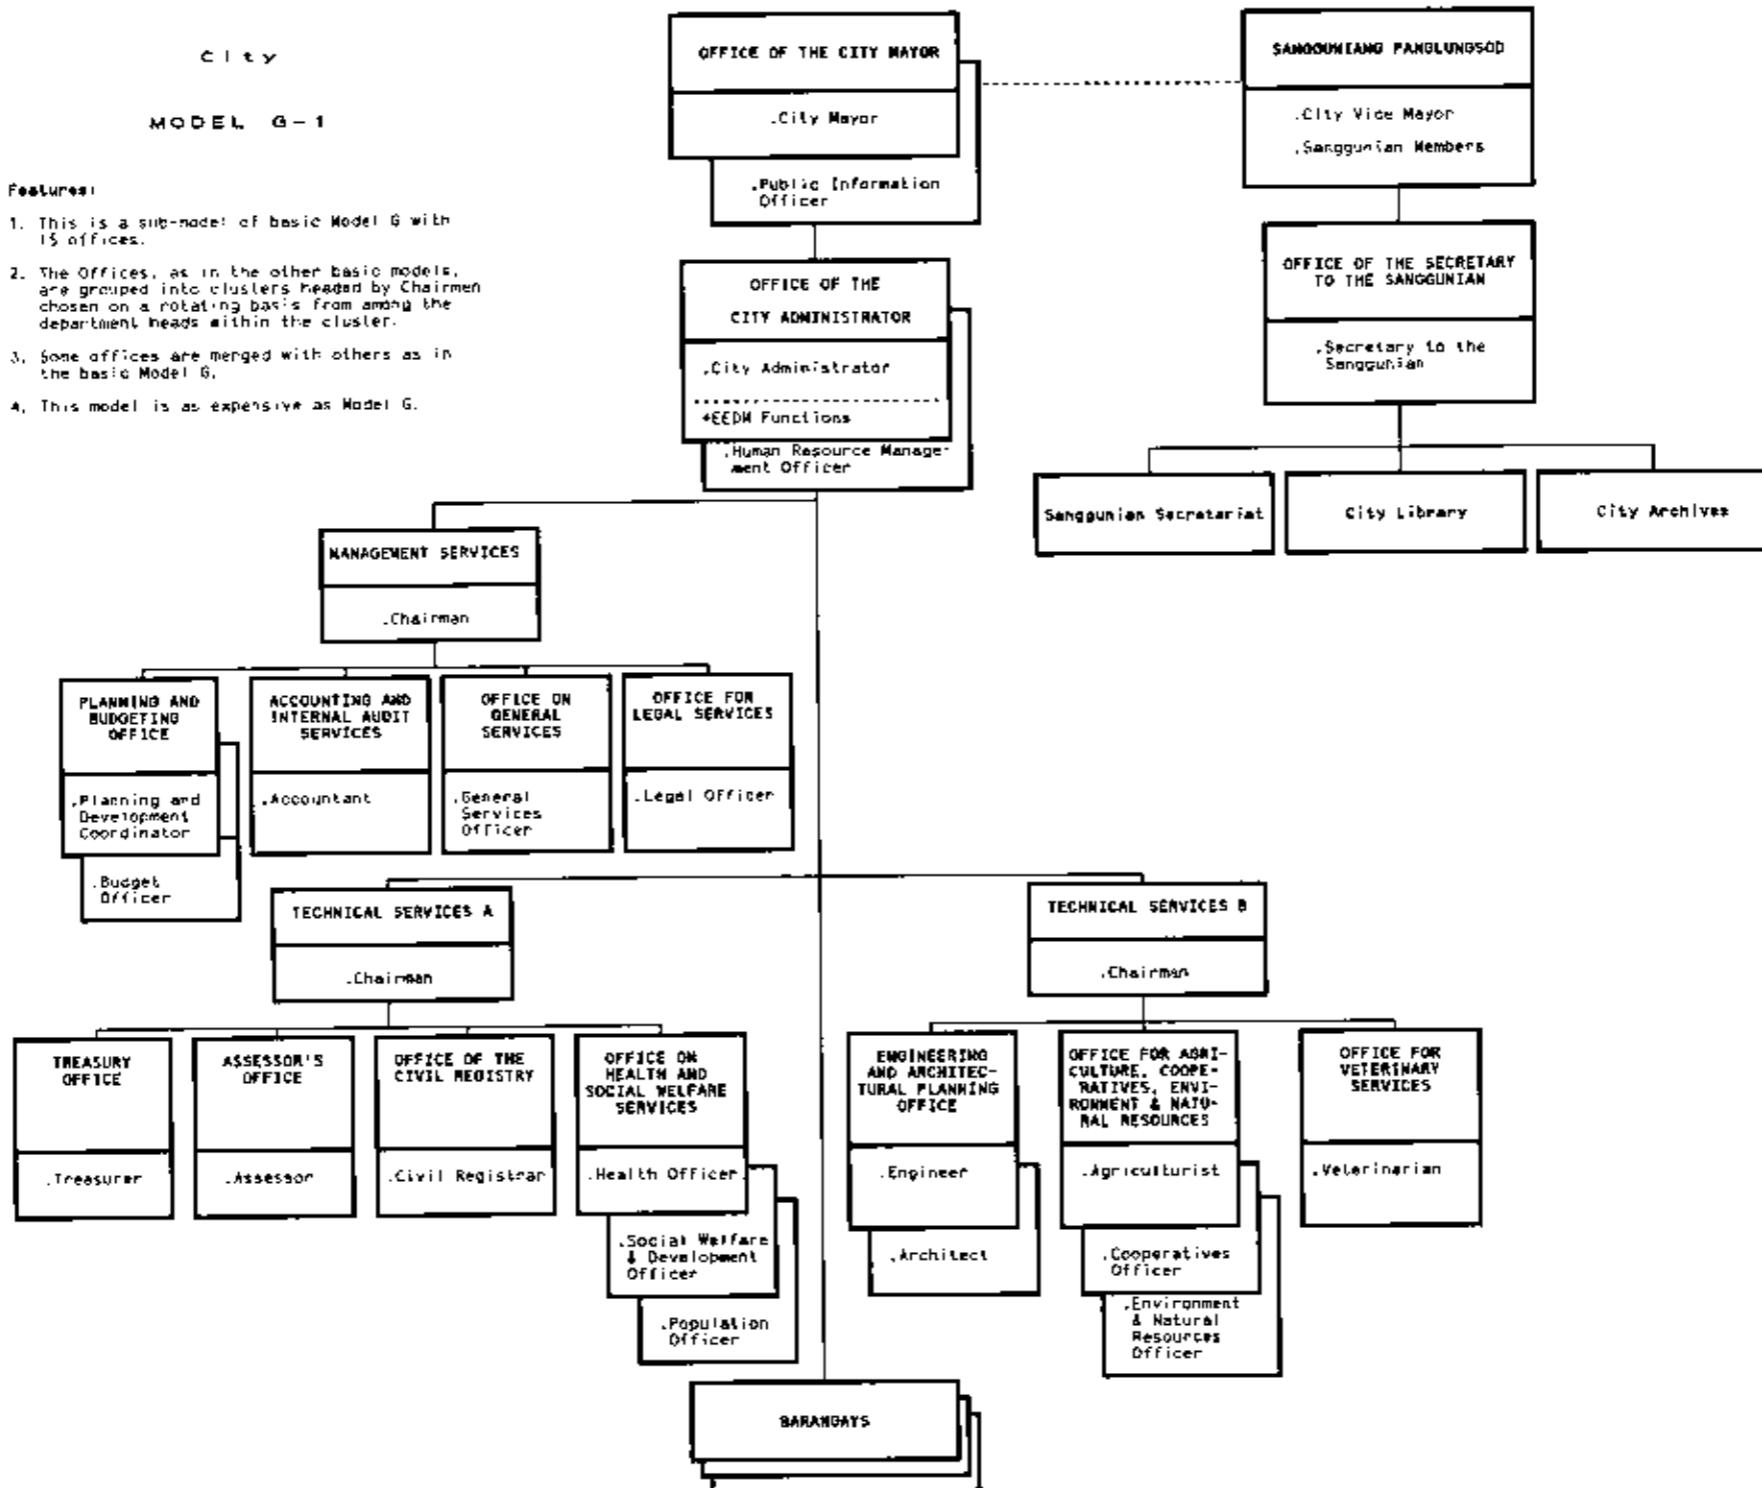 City
MODEL G-1
Features:
1. This is a sub-model of basic Model G with
15 offices.
2. The Offices, as in the other basic models,
are grouped into clusters headed by Chairmen
chosen on a rotating basis from among the
department heads within the cluster.
3. Some offices are merged with others as in
the basic Model G.
4. This model is as expensive as Model G.
OFFICE OF THE CITY MAYOR
.City Mayor
.Public Information
Officer
SANGGUNIANG PANGLUNGSOD
.City Vice Mayor
.Sanggunian Members
OFFICE OF THE
CITY ADMINISTRATOR
.City Administrator
*EEDM Functions
.Human Resource Manage-
ment Officer
OFFICE OF THE SECRETARY
TO THE SANGGUNIAN
.Secretary to the
Sanggunian
Sanggunian Secretariat
City Library
City Archives
MANAGEMENT SERVICES
.Chairman
PLANNING AND
BUDGETING
OFFICE
.Planning and
Development
Coordinator
.Budget
Officer
ACCOUNTING AND
INTERNAL AUDIT
SERVICES
.Accountant
OFFICE ON
GENERAL
SERVICES
.General
Services
Officer
OFFICE FOR
LEGAL SERVICES
.Legal Officer
TECHNICAL SERVICES A
.Chairman
TECHNICAL SERVICES B
.Chairman
TREASURY
OFFICE
.Treasurer
ASSESSOR'S
OFFICE
.Assessor
OFFICE OF THE
CIVIL REGISTRY
.Civil Registrar
OFFICE ON
HEALTH AND
SOCIAL WELFARE
SERVICES
.Health Officer
.Social Welfare
& Development
Officer
.Population
Officer
ENGINEERING
AND ARCHITEC-
TURAL PLANNING
OFFICE
.Engineer
.Architect
OFFICE FOR AGRI-
CULTURE, COOPE-
RATIVES, ENVI-
RONMENT & NATU-
RAL RESOURCES
.Agriculturist
.Cooperatives
Officer
.Environment
& Natural
Resources
Officer
OFFICE FOR
VETERINARY
SERVICES
.Veterinarian
BARANGAYS